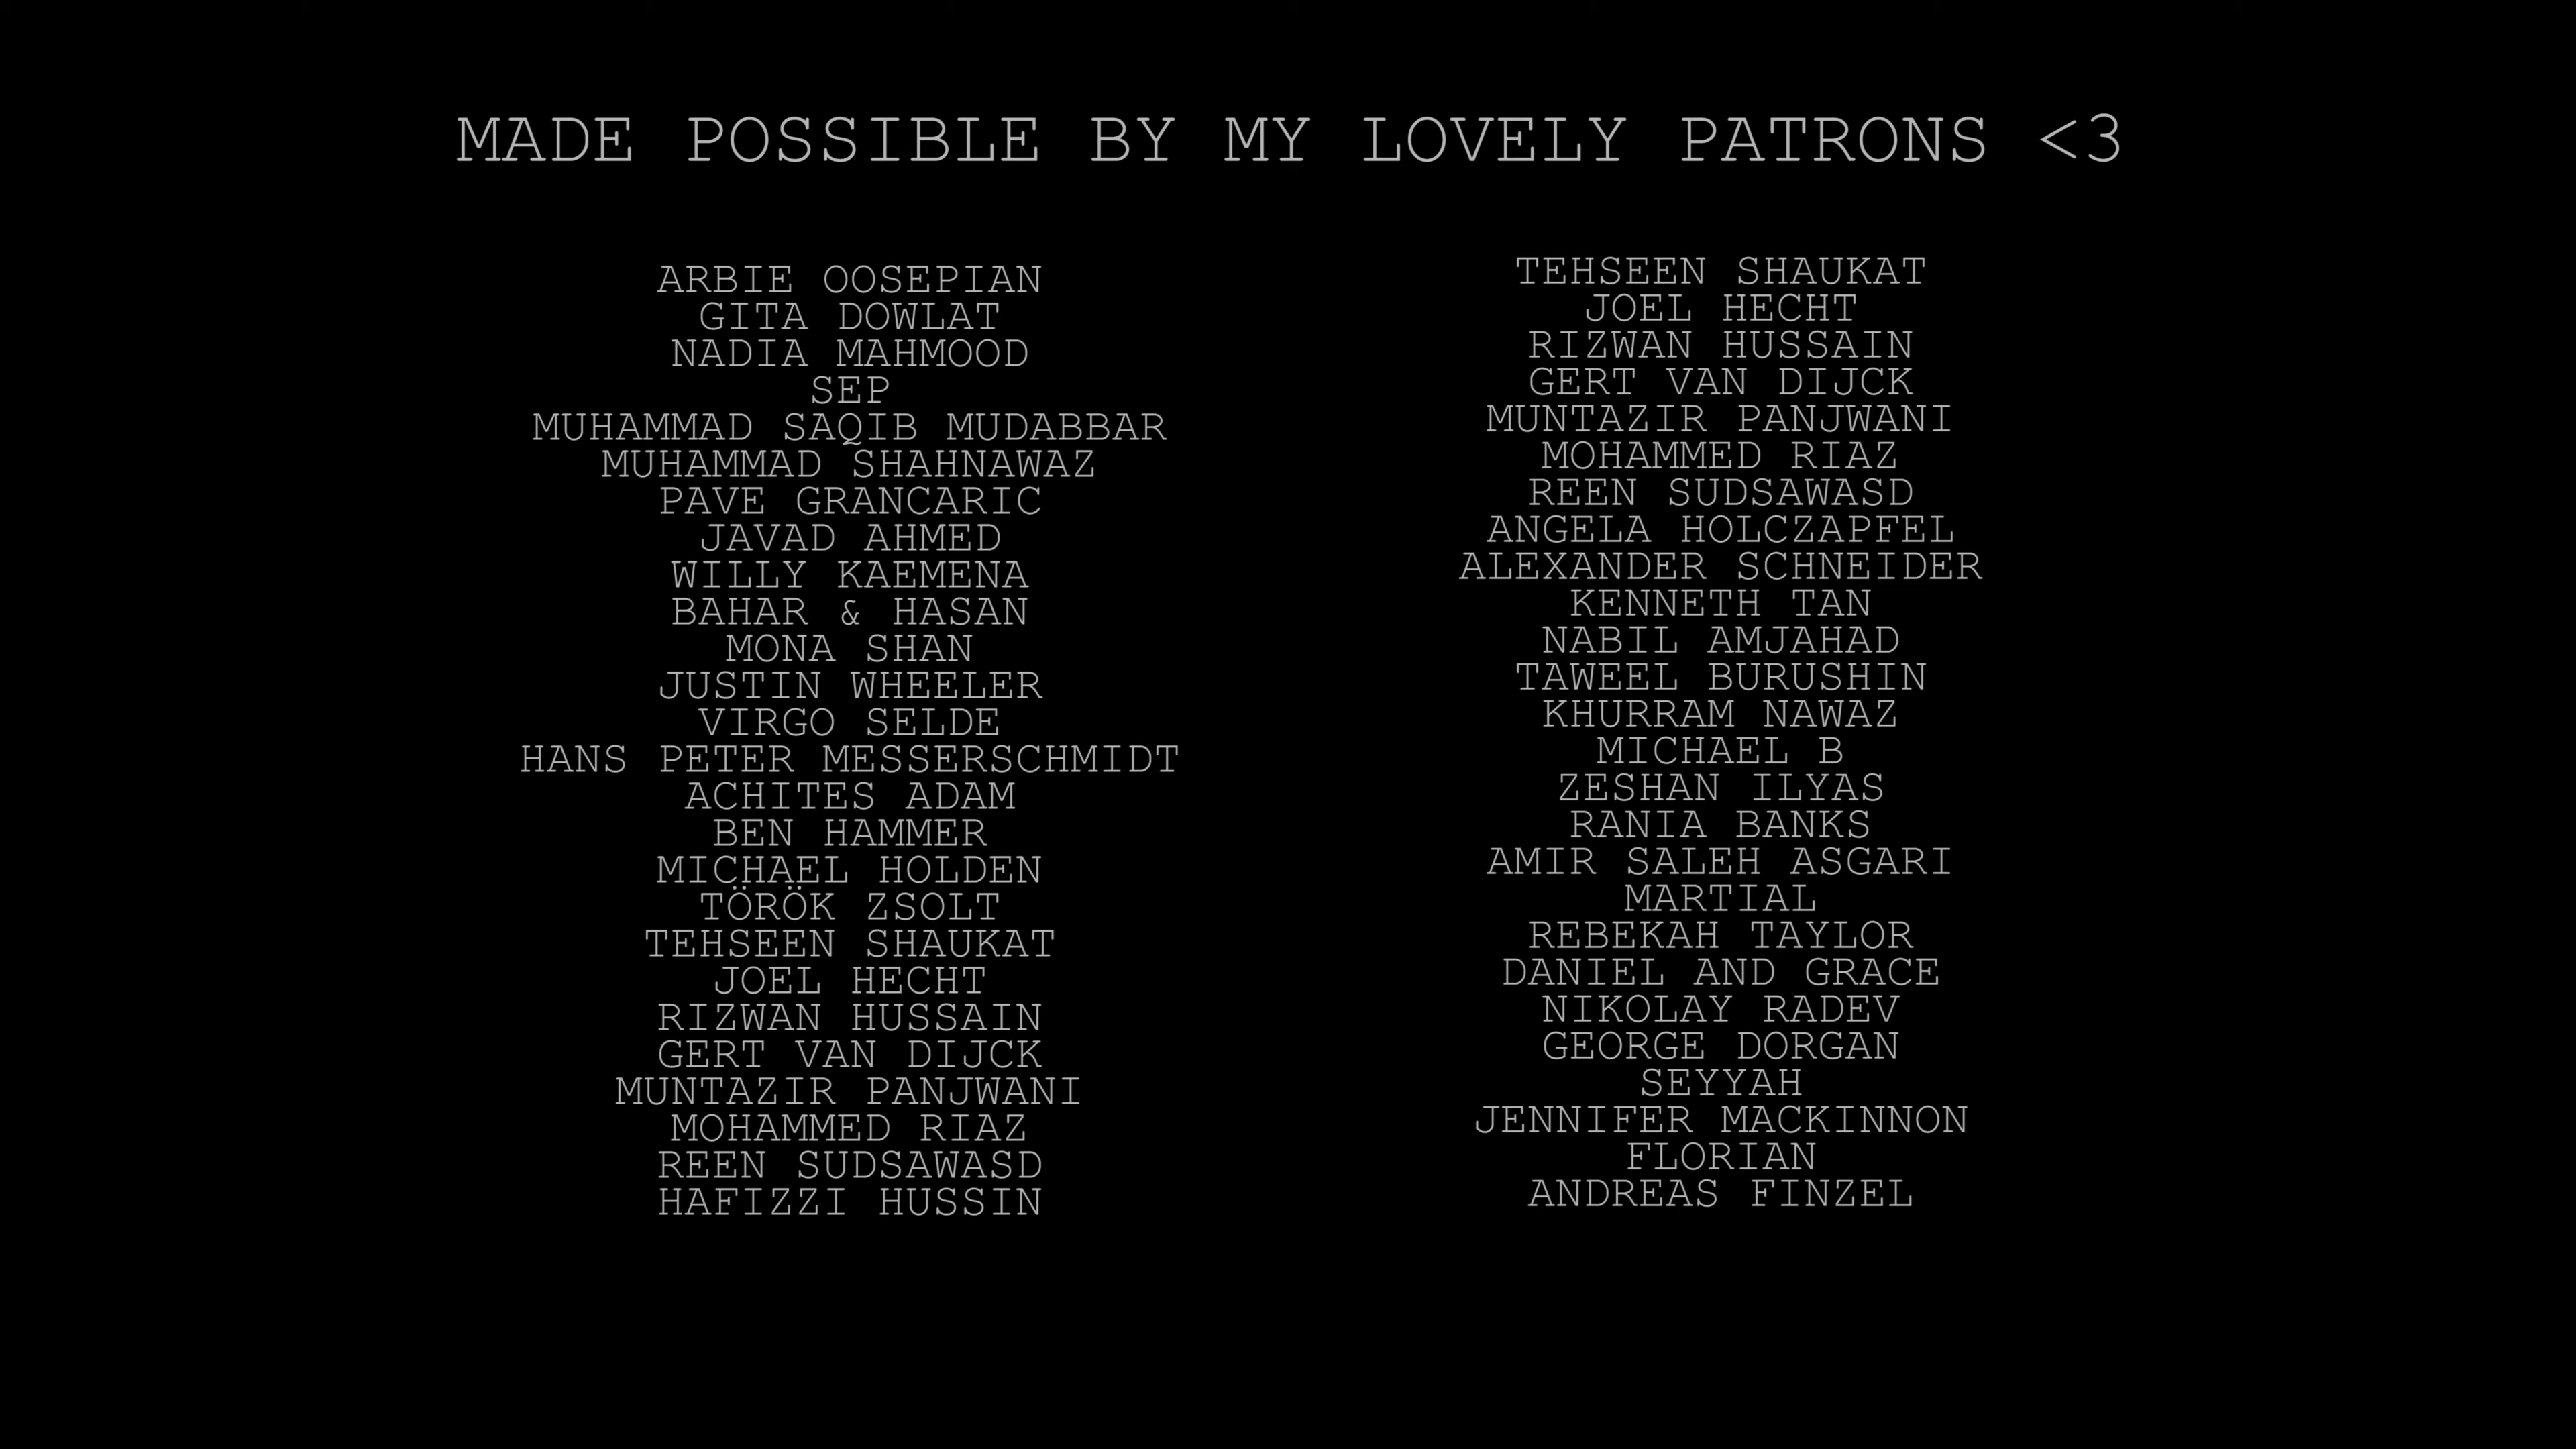 MADE POSSIBLE BY MY LOVELY PATRONS <3
ARBIE OOSEPIAN
GITA DOWLAT
NADIA MAHMOOD
SEP
MUHAMMAD SAQIB MUDABBAR
MUHAMMAD SHAHNAWAZ
PAVE GRANCARIC
JAVAD AHMED
WILLY KAEMENA
BAHAR & HASAN
MONA SHAN
JUSTIN WHEELER
VIRGO SELDE
HANS PETER MESSERSCHMIDT
ACHITES ADAM
BEN HAMMER
MICHAEL HOLDEN
TÖRÖK ZSOLT
TEHSEEN SHAUKAT
JOEL HECHT
RIZWAN HUSSAIN
GERT VAN DIJCK
MUNTAZIR PANJWANI
MOHAMMED RIAZ
REEN SUDSAWASD
HAFIZZI HUSSIN
TEHSEEN SHAUKAT
JOEL HECHT
RIZWAN HUSSAIN
GERT VAN DIJCK
MUNTAZIR PANJWANI
MOHAMMED RIAZ
REEN SUDSAWASD
ANGELA HOLCZAPFEL
ALEXANDER SCHNEIDER
KENNETH TAN
NABIL AMJAHAD
TAWEEL BURUSHIN
KHURRAM NAWAZ
MICHAEL B
ZESHAN ILYAS
RANIA BANKS
AMIR SALEH ASGARI
MARTIAL
REBEKAH TAYLOR
DANIEL AND GRACE
NIKOLAY RADEV
GEORGE DORGAN
SEYYAH
JENNIFER MACKINNON
FLORIAN
ANDREAS FINZEL